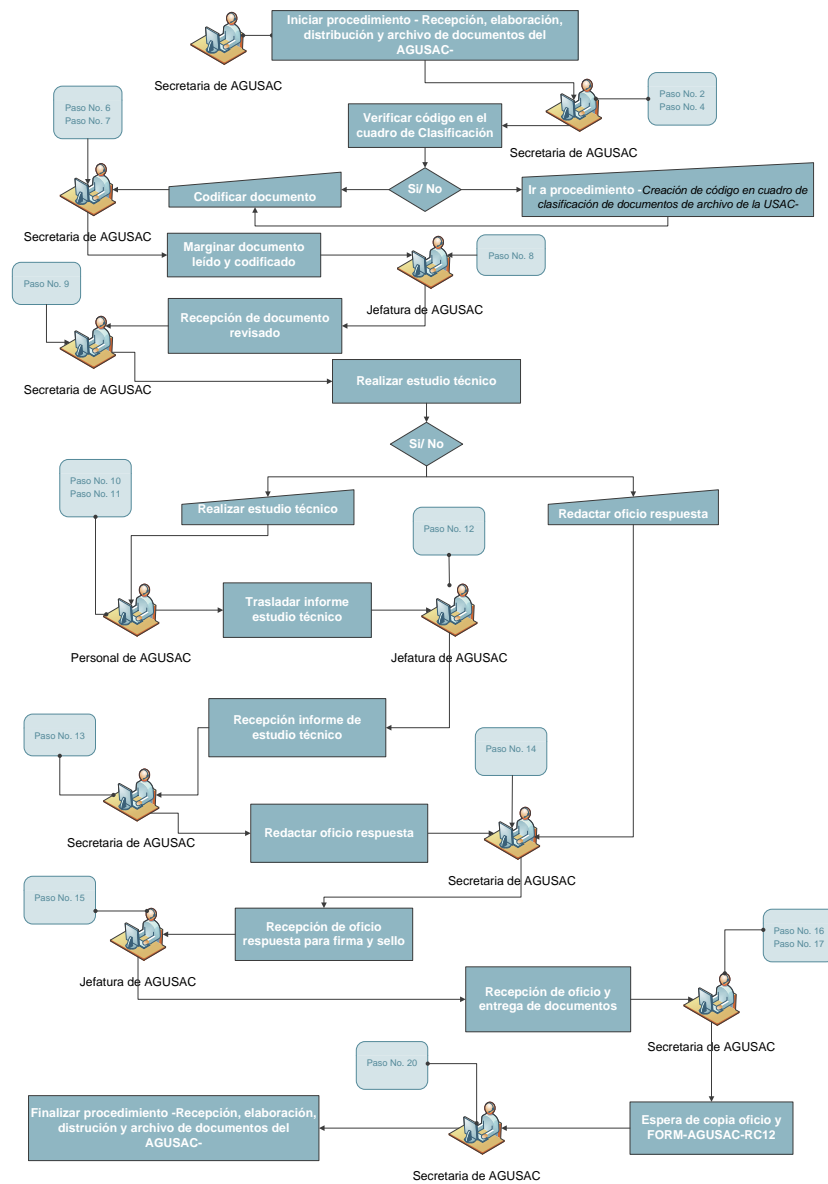 Iniciar procedimiento - Recepción, elaboración,
distribución y archivo de documentos del
AGUSAC-
Secretaria de AGUSAC
Paso No. 2
Paso No. 4
Paso No. 6
Paso No. 7
Verificar código en el
cuadro de Clasificación
Secretaria de AGUSAC
Si/ No
Codificar documento
Ir a procedimiento -Creación de código en cuadro de
clasificación de documentos de archivo de la USAC-
Secretaria de AGUSAC
Marginar documento
leído y codificado
Paso No. 8
Jefatura de AGUSAC
Paso No. 9
Recepción de documento
revisado
Secretaria de AGUSAC
Realizar estudio técnico
Si/ No
Paso No. 10
Paso No. 11
Realizar estudio técnico
Redactar oficio respuesta
Paso No. 12
Trasladar informe
estudio técnico
Personal de AGUSAC
Jefatura de AGUSAC
Recepción informe de
estudio técnico
Paso No. 13
Paso No. 14
Secretaria de AGUSAC
Redactar oficio respuesta
Secretaria de AGUSAC
Paso No. 15
Recepción de oficio
respuesta para firma y sello
Paso No. 16
Paso No. 17
Jefatura de AGUSAC
Recepción de oficio y
entrega de documentos
Secretaria de AGUSAC
Paso No. 20
Finalizar procedimiento -Recepción, elaboración,
distrución y archivo de documentos del
AGUSAC-
Espera de copia oficio y
FORM-AGUSAC-RC12
Secretaria de AGUSAC